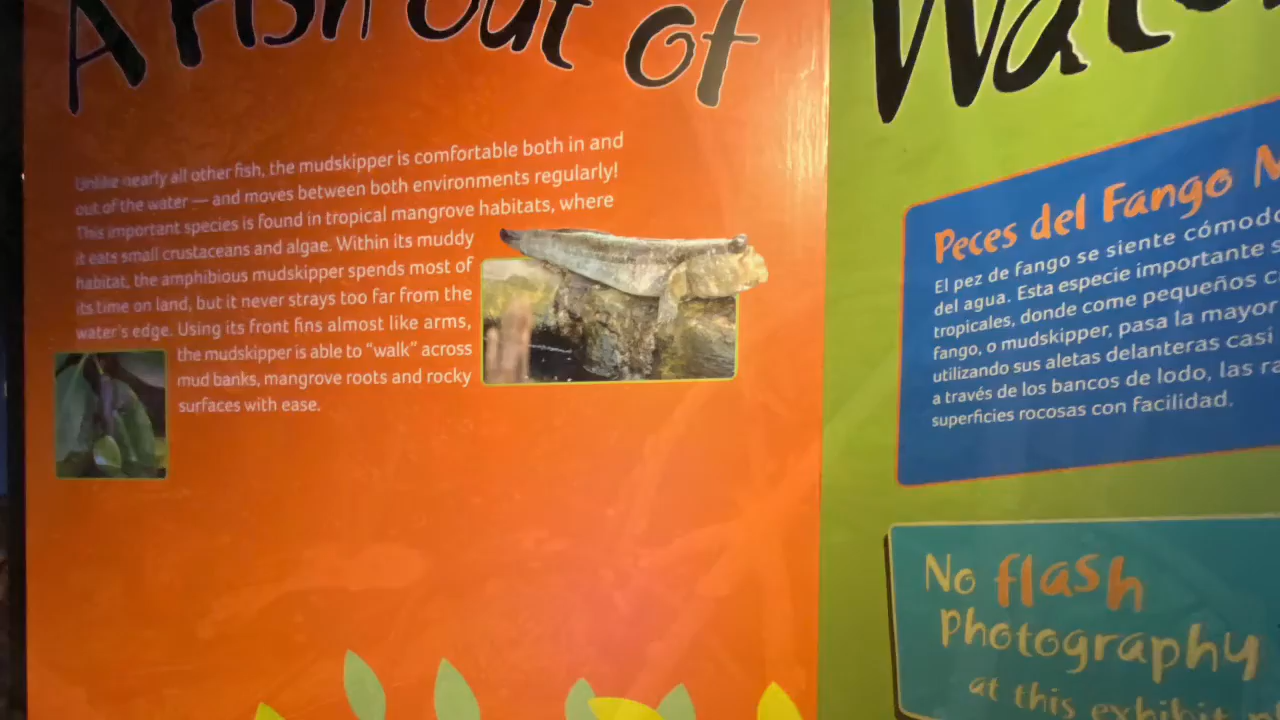 A Fish Out of
Unlike nearly all other fish, the mudskipper is comfortable both in and
out of the water — and moves between both environments regularly!
This important species is found in tropical mangrove habitats, where
it eats small crustaceans and algae. Within its muddy
habitat, the amphibious mudskipper spends most of
its time on land, but it never strays too far from the
water's edge. Using its front fins almost like arms,
the mudskipper is able to “walk” across
mud banks, mangrove roots and rocky
surfaces with ease.
Peces del Fango
El pez de fango se siente
del agua. Esta especie importante
tropicales, donde come pequeños
fango, o mudskipper, pasa la mayor
utilizando sus aletas delanteras casi
a través de los bancos de lodo, las
superficies rocosas con facilidad.
No flash
Photography
at this exhibit